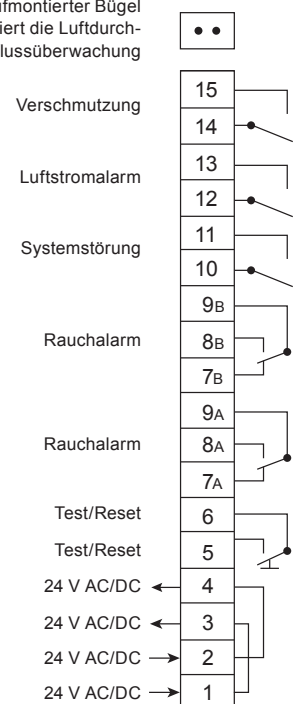 ufmontierter Bügel
iert die Luftdurch-
lussüberwachung
15
Verschmutzung
14
13
Luftstromalarm
12
11
Systemstörung
10
9B
Rauchalarm 8B
7B
9A
Rauchalarm 8A
7A
Test/Reset 6
Test/Reset 5
24 V AC/DC 4
24 V AC/DC 3
24 V AC/DC 2
24 V AC/DC 1